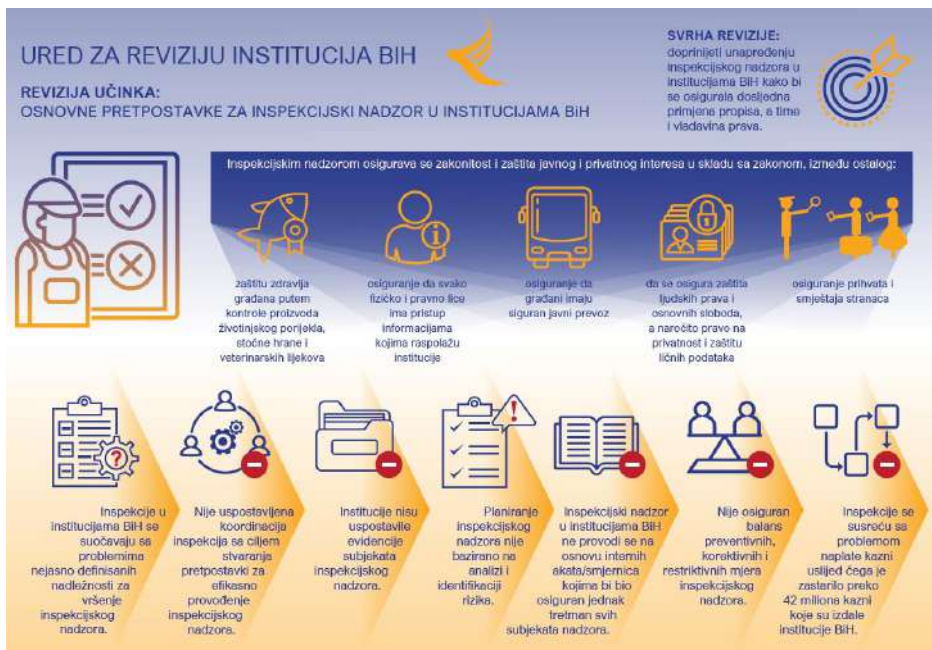 URED ZA REVIZIJU INSTITUCIJA BIH
REVIZIJA UČINKA:
OSNOVNE PRETPOSTAVKE ZA INSPEKCIJSKI NADZOR U INSTITUCIJAMA BiH
SVRHA REVIZIJE:
doprinijeti unapređenju
inspekcijskog nadzora u
institucijama BiH kako bi
se osigurala dosljedna
primjena propisa, a time
i vladavina prava.
Inspekcijskim nadzorom osigurava se zakonitost i zaštita javnog i privatnog interesa u skladu sa zakonom, između ostalog:
zaštitu zdravlja
građana putem
kontrole proizvoda
životinjskog porijekla,
stočne hrane i
veterinarskih lijekova
osiguranje da svako
fizičko i pravno lice
ima pristup
informacijama
kojima raspolažu
institucije
osiguranje da
građani imaju
siguran javni prevoz
da se osigura zaštita
ljudskih prava i
osnovnih sloboda,
a naročito pravo na
privatnost i zaštitu
ličnih podataka
osiguranje prihvata i
smještaja stranaca
Inspekcije u
institucijama BiH se
suočavaju sa
problemima
nejasno definisanih
nadležnosti za
vršenje
inspekcijskog
nadzora.
Nije uspostavljena
koordinacija
inspekcija sa ciljem
stvaranja
pretpostavki za
efikasno
provođenje
inspekcijskog
nadzora.
Institucije nisu
uspostavile
evidencije
subjekata
inspekcijskog
nadzora.
Planiranje
inspekcijskog
nadzora nije
bazirano na
analizi i
identifikaciji
rizika.
Inspekcijski nadzor
u institucijama BiH
ne provodi se na
osnovu internih
akata/smjernica
kojima bi bio
osiguran jednak
tretman svih
subjekata nadzora.
Nije osiguran
balans
preventivnih,
korektivnih i
restriktivnih mjera
inspekcijskog
nadzora.
Inspekcije se
susreću sa
problemom
naplate kazni
uslijed čega je
zastarilo preko
42 miliona kazni
koje su izdale
institucije BiH.